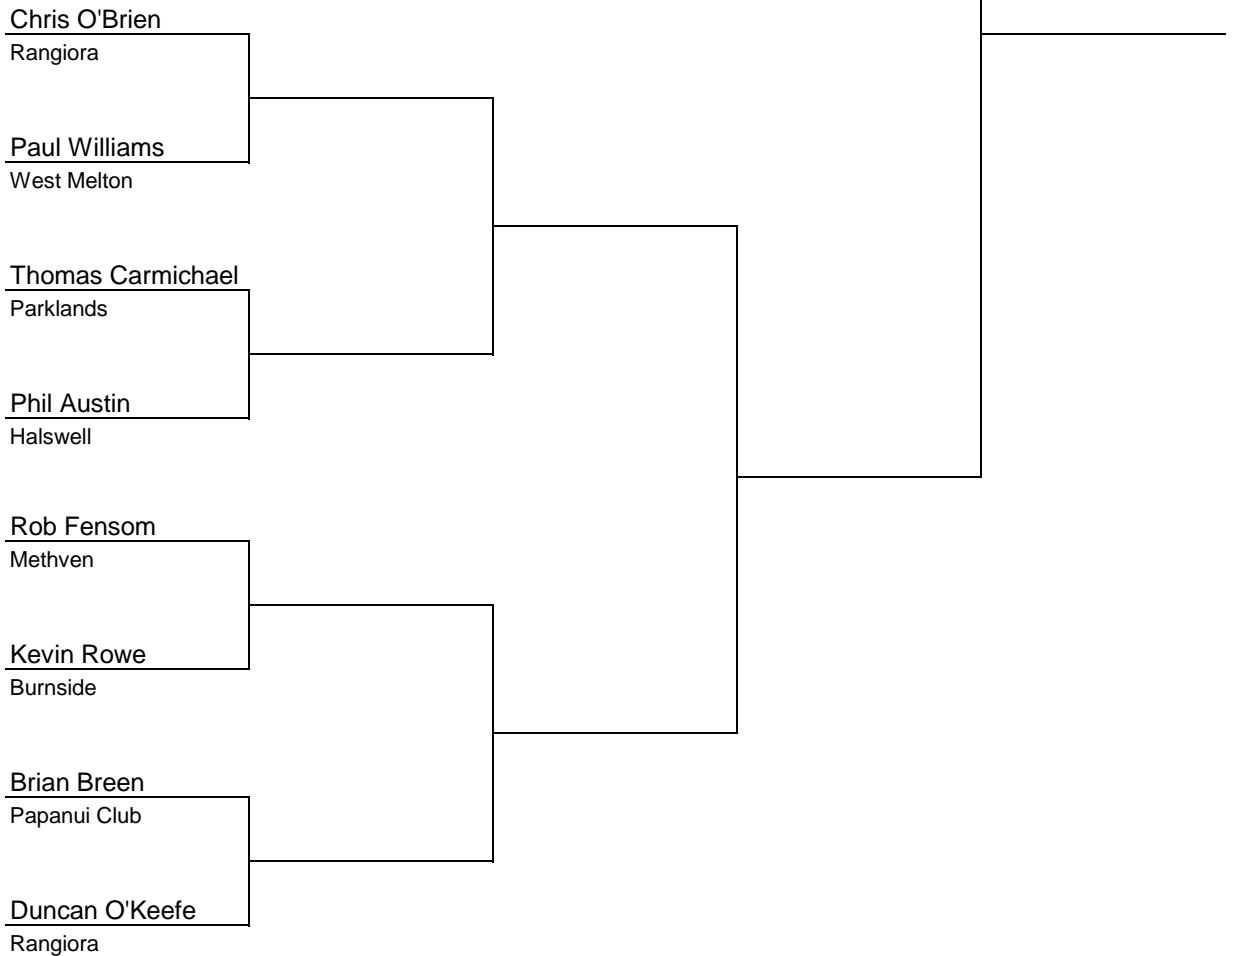 Chris O'Brien
Rangiora
Paul Williams
West Melton
Thomas Carmichael
Parklands
Phil Austin
Halswell
Rob Fensom
Methven
Kevin Rowe
Burnside
Brian Breen
Papanui Club
Duncan O'Keefe
Rangiora